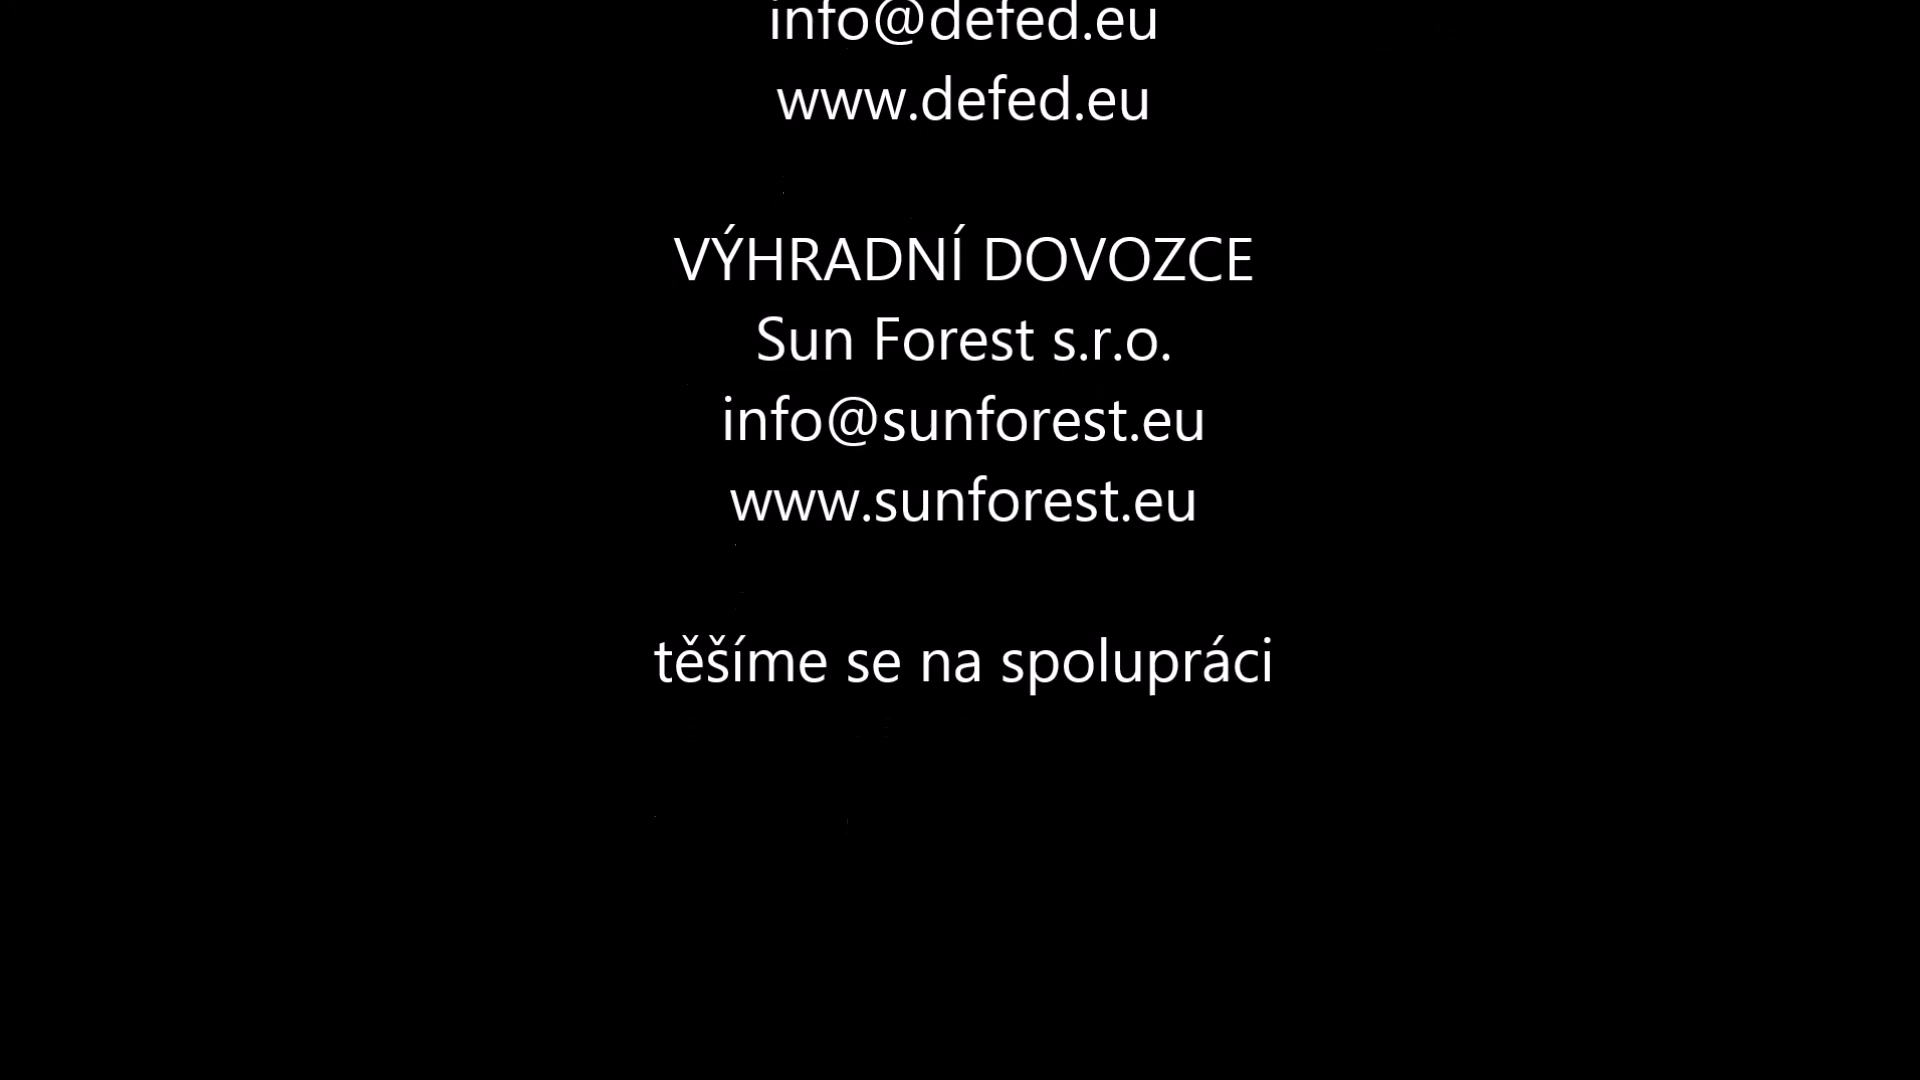 info@defed.eu
www.defed.eu
VÝHRADNÍ DOVOZCE
Sun Forest s.r.o.
info@sunforest.eu
www.sunforest.eu
těšíme se na spolupráci